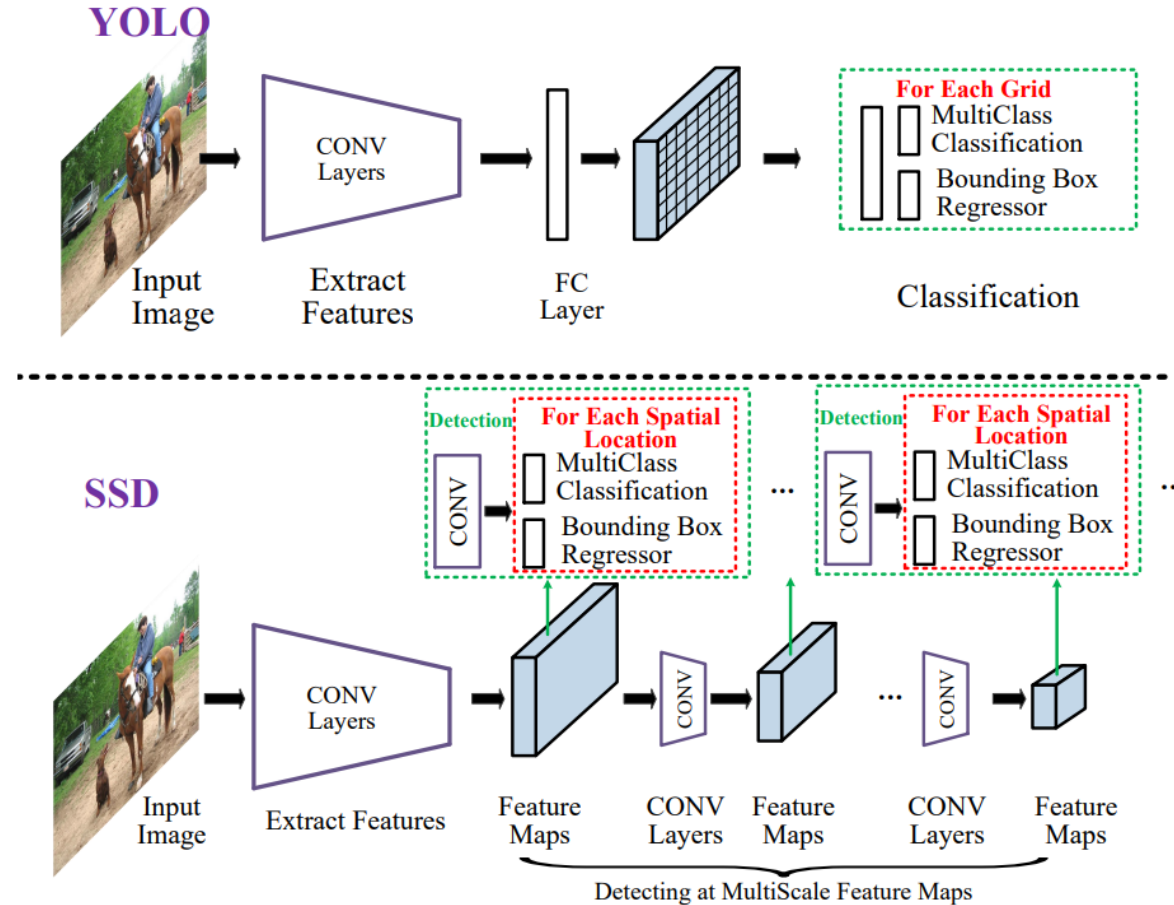 YOLO
CONV
Layers
For Each Grid
MultiClass
Classification
Bounding Box
Regressor
Input
Image
Extract
Features
FC
Layer
Classification
SSD
Detection
For Each Spatial
Location
CONV
MultiClass
Classification
Bounding Box
Regressor
...
Detection
For Each Spatial
Location
CONV
MultiClass
Classification
Bounding Box
Regressor
..
CONV
Layers
CONV
...
CONV
Input
Image
Extract Features
Feature
Maps
CONV
Layers
Feature
Maps
CONV
Layers
Feature
Maps
Detecting at MultiScale Feature Maps